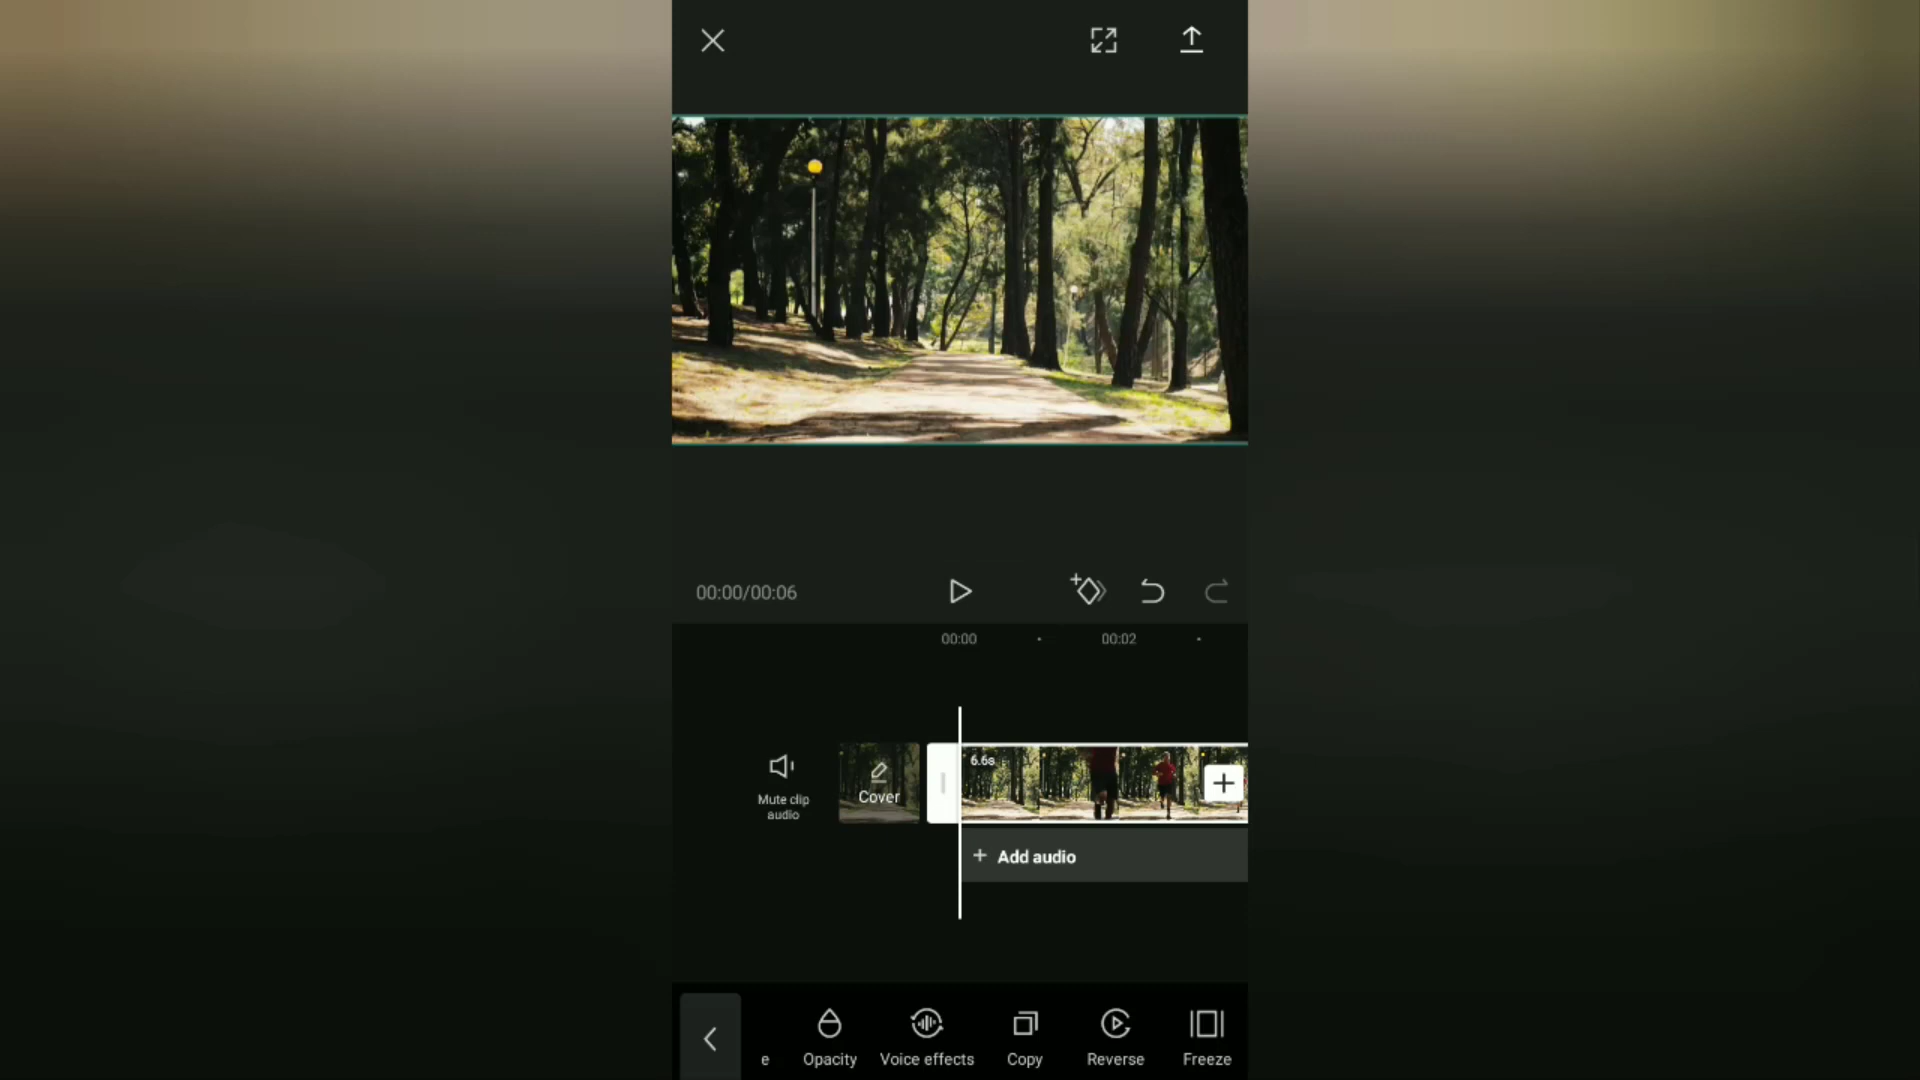 00:00/00:06
00:00
00:02
6.6s
Mute clip
audio
Cover
Add audio
e
Opacity
Voice effects
Copy
Reverse
Freeze